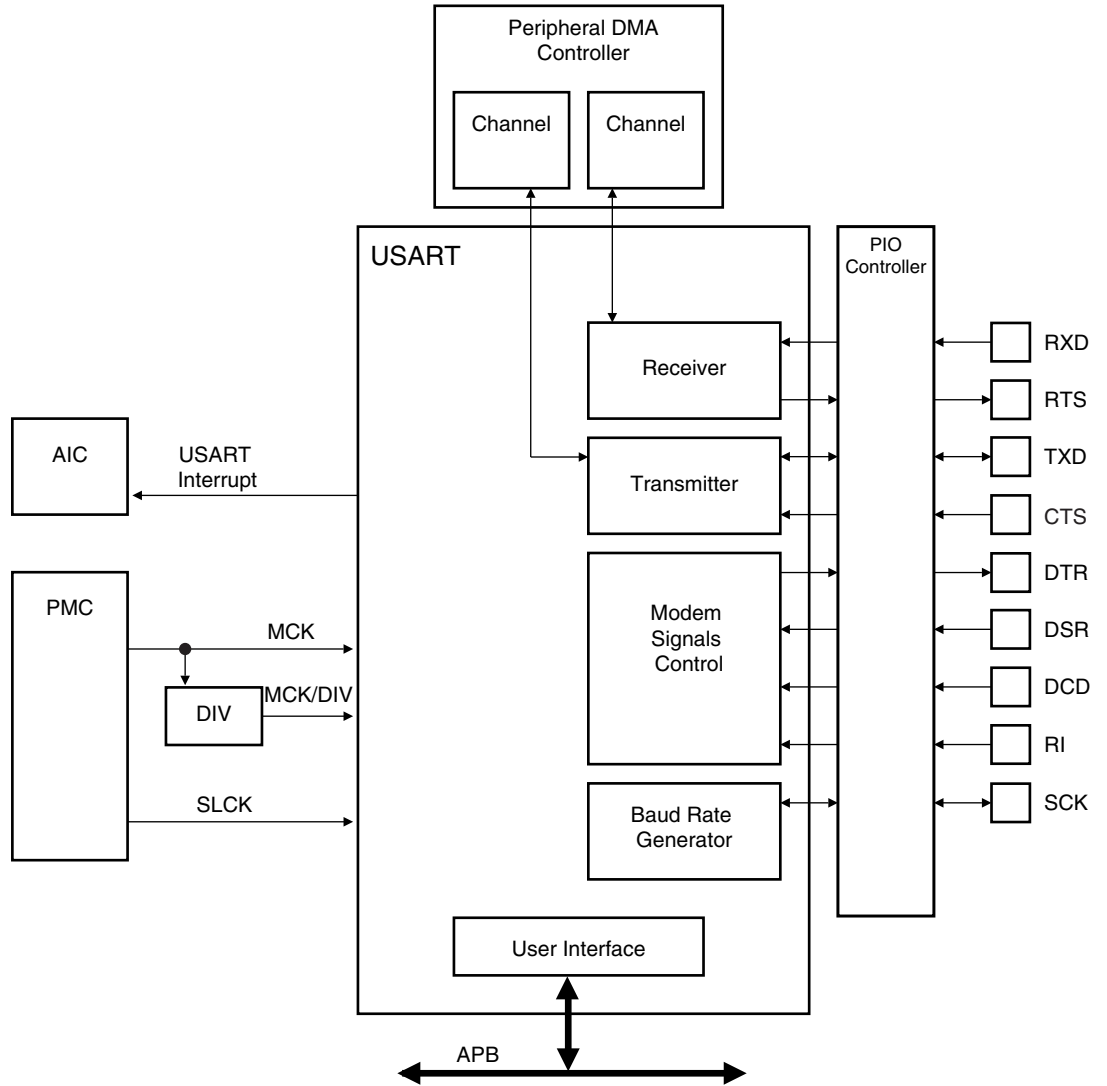 Peripheral DMA
Controller
Channel
Channel
USART
PIO
Controller
Receiver
RXD
RTS
AIC
USART
Interrupt
Transmitter
TXD
CTS
PMC
MCK
DIV
MCK/DIV
SLCK
Modem
Signals
Control
DTR
DSR
DCD
RI
Baud Rate
Generator
SCK
User Interface
APB